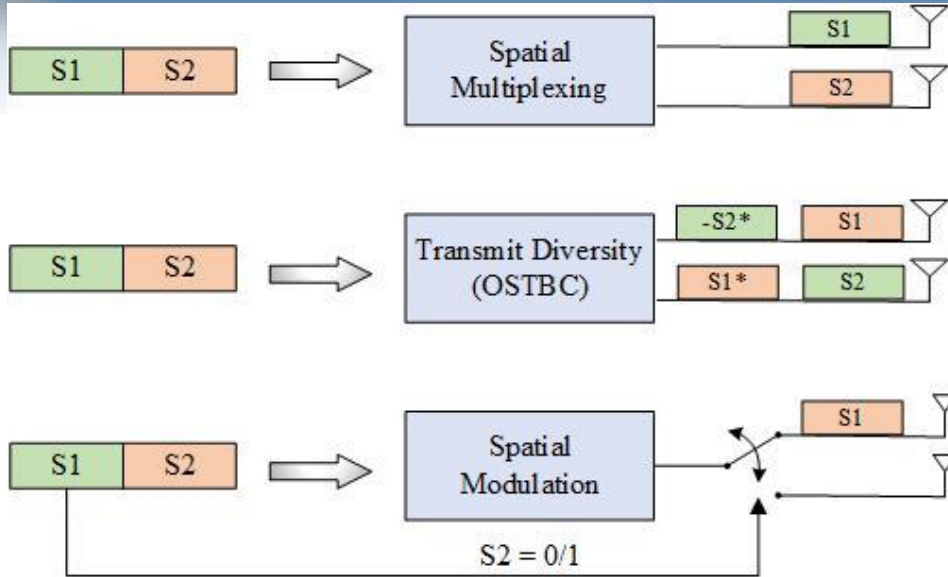 S1 S2
Spatial
Multiplexing
S1
S2
S1 S2
Transmit Diversity
(OSTBC)
-S2* S1
S1* S2
S1 S2
Spatial
Modulation
S1
S2 = 0/1